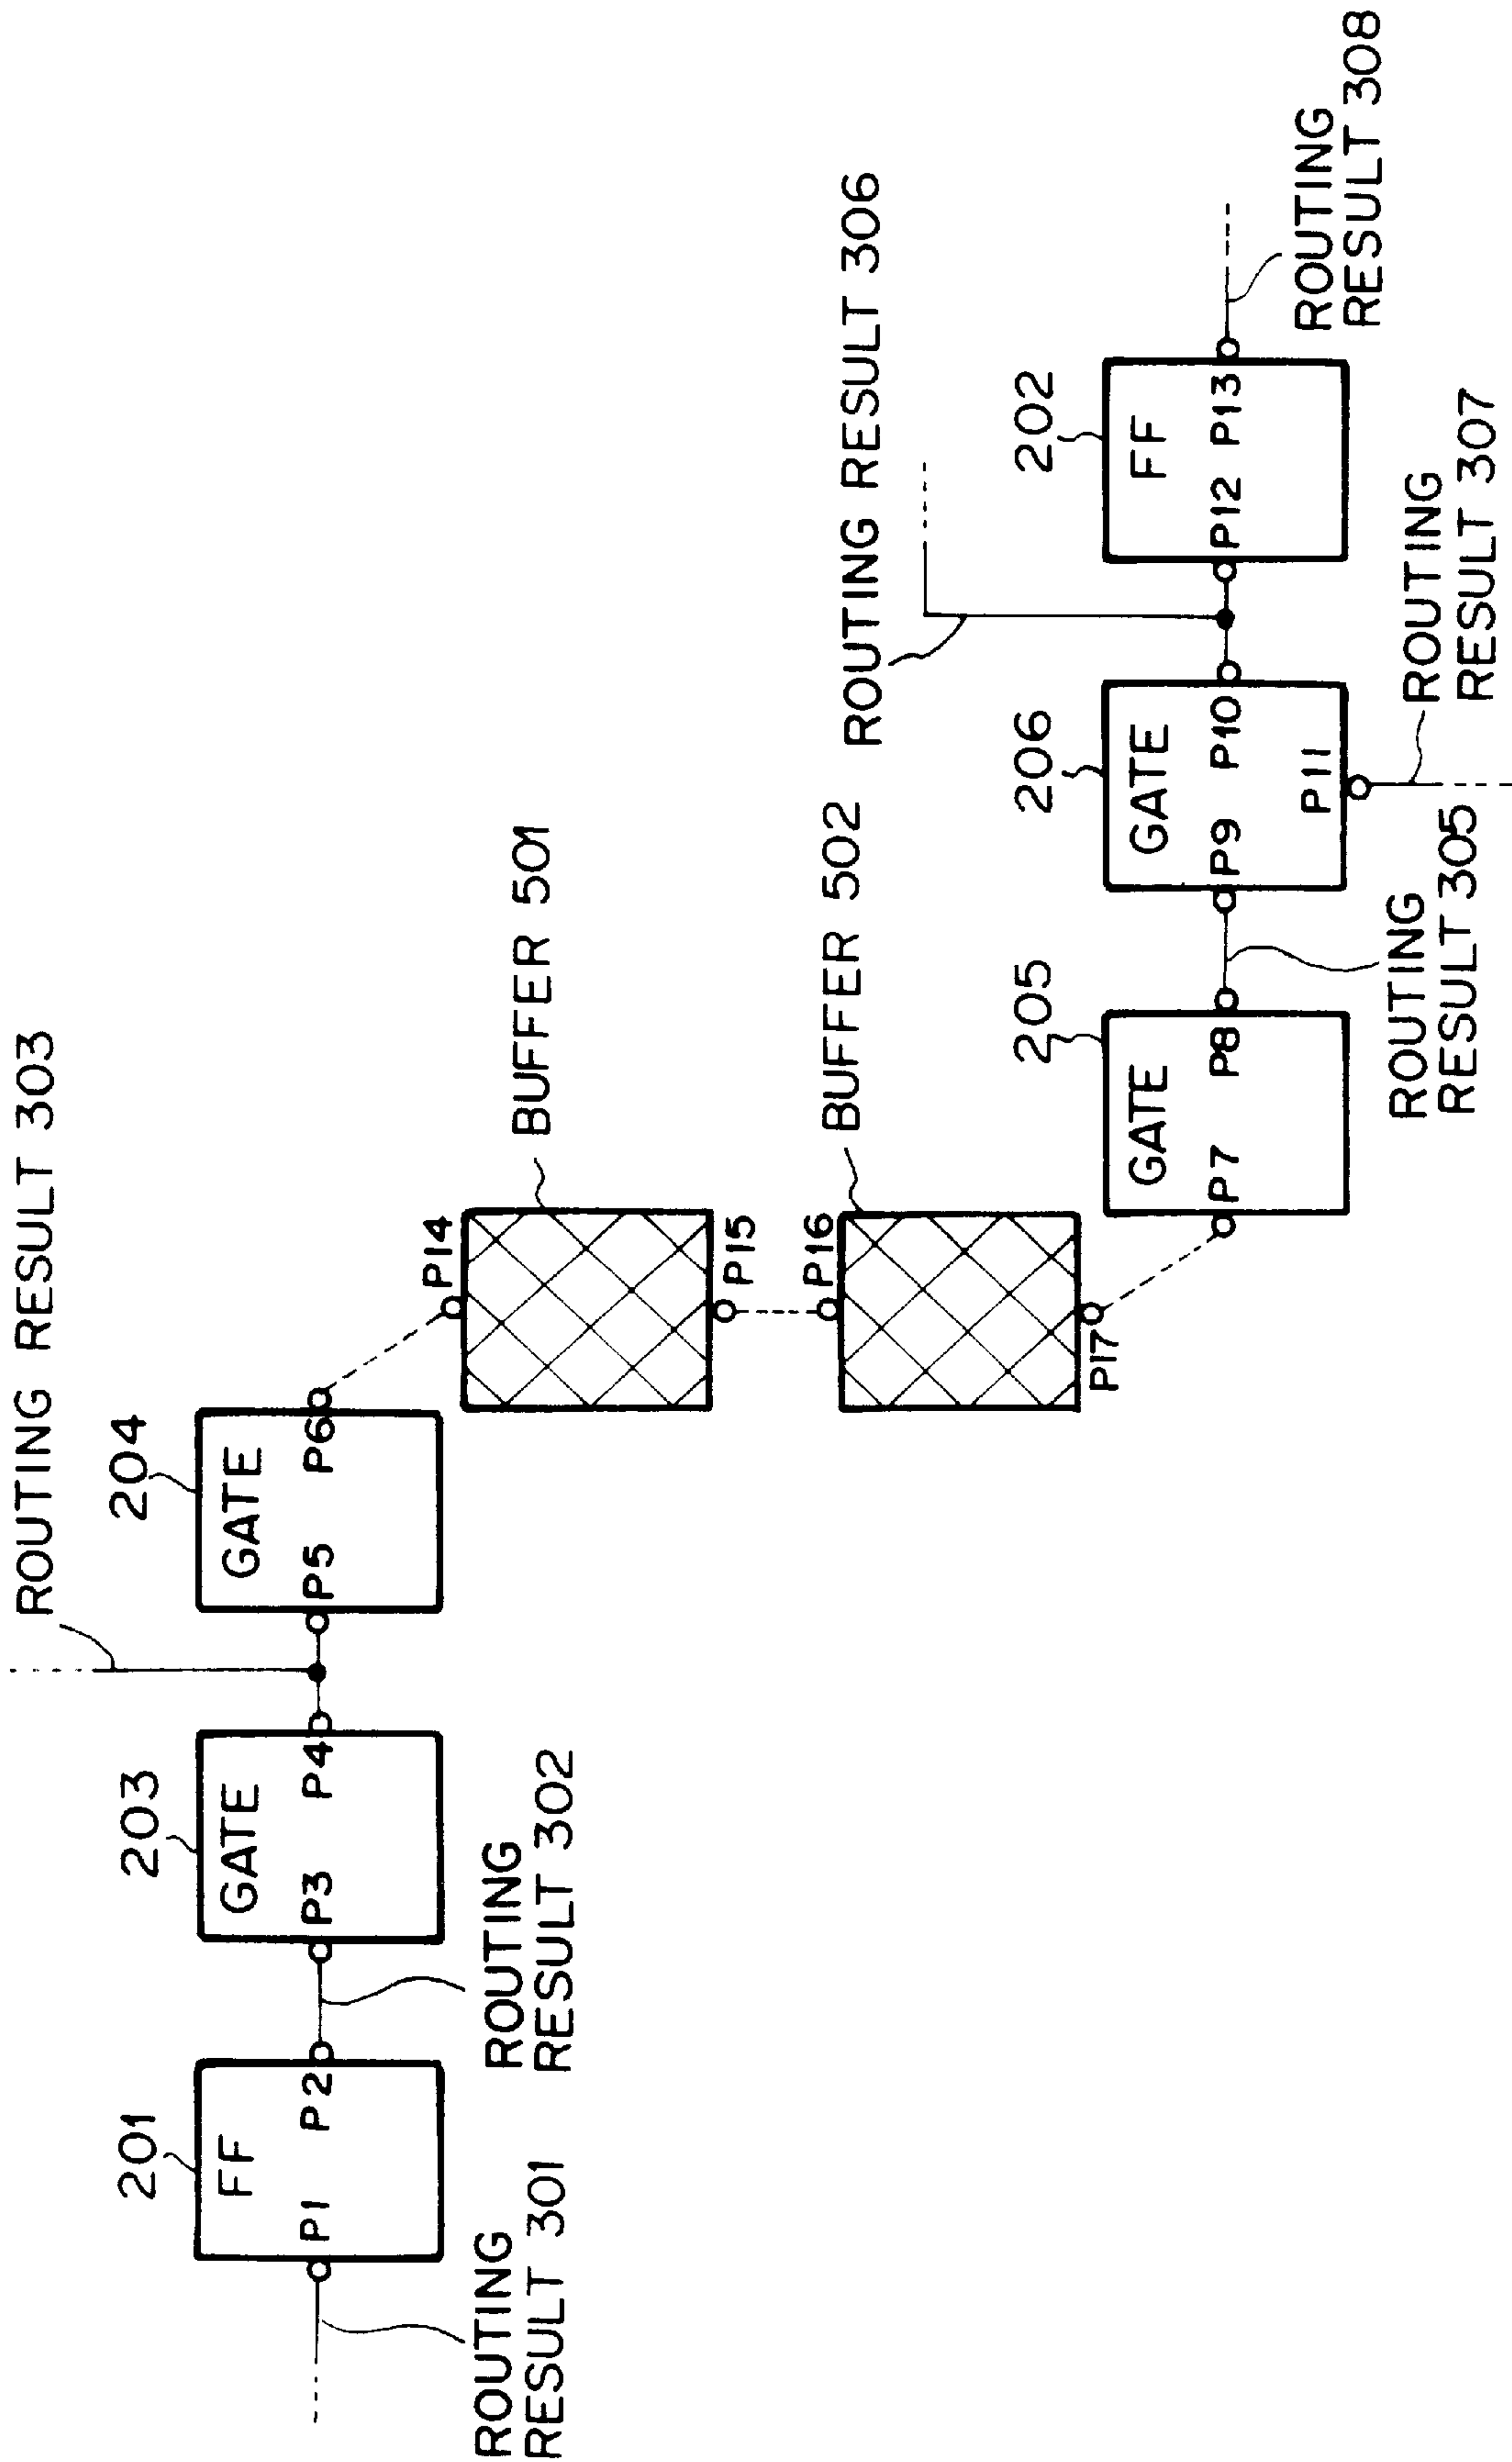 ROUTING RESULT 303
201
FF
P1 P2
203
GATE
P3 P4
204
GATE
P5 P6
ROUTING
RESULT 301
ROUTING
RESULT 302
P14
BUFFER 501
P15
P16
BUFFER 502
P17
ROUTING RESULT 306
205
GATE
P7 P8
206
GATE
P9 P10
P11
202
FF
P12 P13
ROUTING
RESULT 308
ROUTING
RESULT 305
ROUTING
RESULT 307